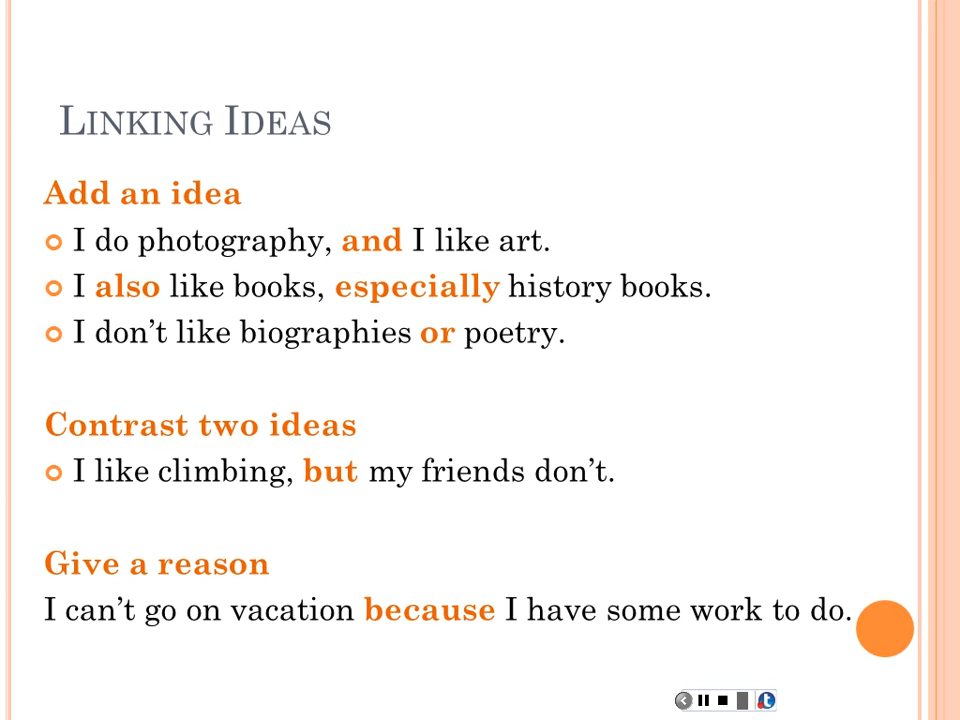 Linking Ideas
Add an idea
I do photography, and I like art.
I also like books, especially history books.
I don’t like biographies or poetry.
Contrast two ideas
I like climbing, but my friends don’t.
Give a reason
I can’t go on vacation because I have some work to do.
t